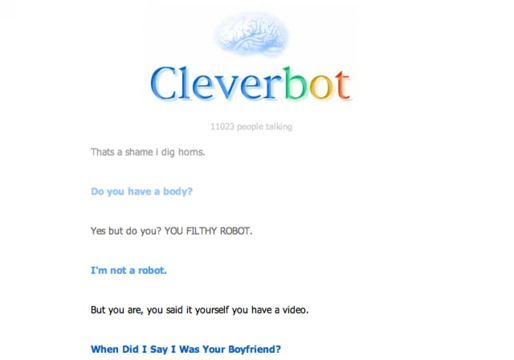 Cleverbot
11023 people talking
Thats a shame i dig homs.
Do you have a body?
Yes but do you? YOU FILTHY ROBOT.
I'm not a robot.
But you are, you said it yourself you have a video.
When Did I Say I Was Your Boyfriend?